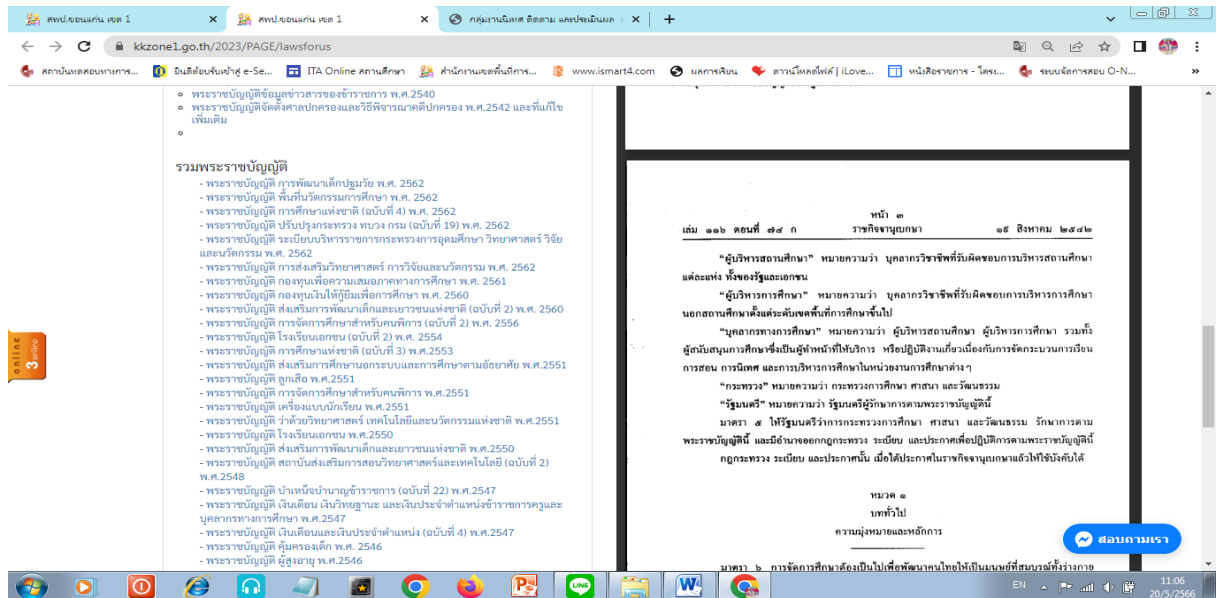 สพป.ขอนแก่น เขต 1
สพป.ขอนแก่น เขต 1
กลุ่มงานนิเทศ ติดตาม และประเมินผล
kkzone1.go.th/2023/PAGE/lawsforus
สถาบันทดสอบทางการ...
ยินดีต้อนรับเข้าสู่ e-Se...
ITA Online สถานศึกษา
สำนักงานเขตพื้นที่การ...
www.ismart4.com
ผลการเรียน
ดาวน์โหลดไฟล์ | iLove...
หนังสือราชการ - โครง...
ระบบจัดการสอบ O-N...
»
พระราชบัญญัติข้อมูลข่าวสารของข้าราชการ พ.ศ.2540
พระราชบัญญัติจัดตั้งศาลปกครองและวิธีพิจารณาคดีปกครอง พ.ศ.2542 และที่แก้ไข
เพิ่มเติม
รวมพระราชบัญญัติ
- พระราชบัญญัติ การพัฒนาเด็กปฐมวัย พ.ศ. 2562
- พระราชบัญญัติ พื้นที่นวัตกรรมการศึกษา พ.ศ. 2562
- พระราชบัญญัติ การศึกษาแห่งชาติ (ฉบับที่ 4) พ.ศ. 2562
- พระราชบัญญัติ ปรับปรุงกระทรวง ทบวง กรม (ฉบับที่ 19) พ.ศ. 2562
- พระราชบัญญัติ ระเบียบบริหารราชการกระทรวงการอุดมศึกษา วิทยาศาสตร์ วิจัย
และนวัตกรรม พ.ศ. 2562
- พระราชบัญญัติ การส่งเสริมวิทยาศาสตร์ การวิจัยและนวัตกรรม พ.ศ. 2562
- พระราชบัญญัติ กองทุนเพื่อความเสมอภาคทางการศึกษา พ.ศ. 2561
- พระราชบัญญัติ กองทุนเงินให้กู้ยืมเพื่อการศึกษา พ.ศ. 2560
- พระราชบัญญัติ ส่งเสริมการพัฒนาเด็กและเยาวชนแห่งชาติ (ฉบับที่ 2) พ.ศ. 2560
- พระราชบัญญัติ การจัดการศึกษาสำหรับคนพิการ (ฉบับที่ 2) พ.ศ. 2556
- พระราชบัญญัติ โรงเรียนเอกชน (ฉบับที่ 2) พ.ศ. 2554
- พระราชบัญญัติ การศึกษาแห่งชาติ (ฉบับที่ 3) พ.ศ.2553
- พระราชบัญญัติ ส่งเสริมการศึกษานอกระบบและการศึกษาตามอัธยาศัย พ.ศ.2551
- พระราชบัญญัติ ลูกเสือ พ.ศ.2551
- พระราชบัญญัติ การจัดการศึกษาสำหรับคนพิการ พ.ศ.2551
- พระราชบัญญัติ เครื่องแบบนักเรียน พ.ศ.2551
- พระราชบัญญัติ ว่าด้วยวิทยาศาสตร์ เทคโนโลยีและนวัตกรรมแห่งชาติ พ.ศ.2551
- พระราชบัญญัติ โรงเรียนเอกชน พ.ศ.2550
- พระราชบัญญัติ ส่งเสริมการพัฒนาเด็กและเยาวชนแห่งชาติ พ.ศ.2550
- พระราชบัญญัติ สถาบันส่งเสริมการสอนวิทยาศาสตร์และเทคโนโลยี (ฉบับที่ 2)
พ.ศ.2548
- พระราชบัญญัติ บำเหน็จบำนาญข้าราชการ (ฉบับที่ 22) พ.ศ.2547
- พระราชบัญญัติ เงินเดือน เงินวิทยฐานะ และเงินประจำตำแหน่งข้าราชการครูและ
บุคลากรทางการศึกษา พ.ศ.2547
- พระราชบัญญัติ เงินเดือนและเงินประจำตำแหน่ง (ฉบับที่ 4) พ.ศ.2547
- พระราชบัญญัติ คุ้มครองเด็ก พ.ศ. 2546
- พระราชบัญญัติ ผู้สูงอายุ พ.ศ.2546
online
3 online
หน้า ๓
เล่ม ๑๑๖ ตอนที่ ๗๔ ก ราชกิจจานุเบกษา ๑๙ สิงหาคม ๒๕๔๒
“ผู้บริหารสถานศึกษา” หมายความว่า บุคลากรวิชาชีพที่รับผิดชอบการบริหารสถานศึกษา
แต่ละแห่ง ทั้งของรัฐและเอกชน
“ผู้บริหารการศึกษา” หมายความว่า บุคลากรวิชาชีพที่รับผิดชอบการบริหารการศึกษา
นอกสถานศึกษาตั้งแต่ระดับเขตพื้นที่การศึกษาขึ้นไป
“บุคลากรทางการศึกษา” หมายความว่า ผู้บริหารสถานศึกษา ผู้บริหารการศึกษา รวมทั้ง
ผู้สนับสนุนการศึกษาซึ่งเป็นผู้ทำหน้าที่ให้บริการ หรือปฏิบัติงานเกี่ยวเนื่องกับการจัดกระบวนการเรียน
การสอน การนิเทศ และการบริหารการศึกษาในหน่วยงานการศึกษาต่าง ๆ
“กระทรวง” หมายความว่า กระทรวงการศึกษา ศาสนา และวัฒนธรรม
“รัฐมนตรี” หมายความว่า รัฐมนตรีผู้รักษาการตามพระราชบัญญัตินี้
มาตรา ๕ ให้รัฐมนตรีว่าการกระทรวงการศึกษา ศาสนา และวัฒนธรรม รักษาการตาม
พระราชบัญญัตินี้ และมีอำนาจออกกฎกระทรวง ระเบียบ และประกาศเพื่อปฏิบัติการตามพระราชบัญญัตินี้
กฎกระทรวง ระเบียบ และประกาศนั้น เมื่อได้ประกาศในราชกิจจานุเบกษาแล้วให้ใช้บังคับได้
หมวด ๑
บททั่วไป
ความมุ่งหมายและหลักการ
มาตรา ๖ การจัดการศึกษาต้องเป็นไปเพื่อพัฒนาคนไทยให้เป็นมนุษย์ที่สมบูรณ์ทั้งร่างกาย
สอบถามเรา
EN
11:06
20/5/2566